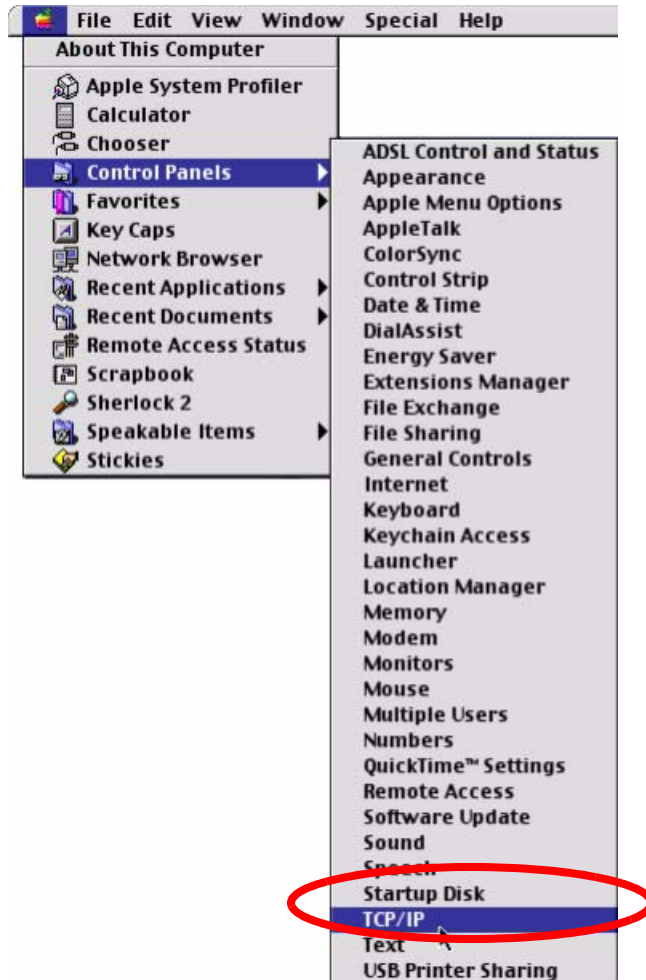 File Edit View Window Special Help
About This Computer
Apple System Profiler
Calculator
Chooser
Control Panels
Favorites
Key Caps
Network Browser
Recent Applications
Recent Documents
Remote Access Status
Scrapbook
Sherlock 2
Speakable Items
Stickies
ADSL Control and Status
Appearance
Apple Menu Options
AppleTalk
ColorSync
Control Strip
Date & Time
DialAssist
Energy Saver
Extensions Manager
File Exchange
File Sharing
General Controls
Internet
Keyboard
Keychain Access
Launcher
Location Manager
Memory
Modem
Monitors
Mouse
Multiple Users
Numbers
QuickTime™ Settings
Remote Access
Software Update
Sound
Speech
Startup Disk
TCP/IP
Text
USB Printer Sharing